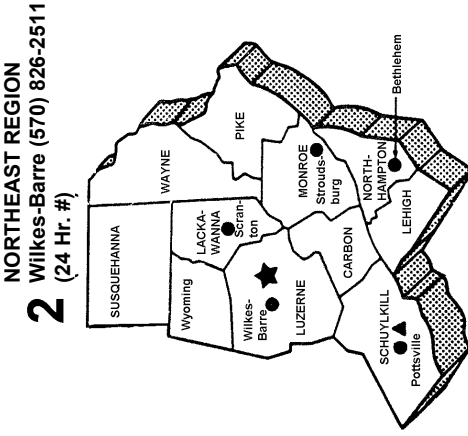 2
NORTHEAST REGION
Wilkes-Barre (570) 826-2511
(24 Hr. #)
SUSQUEHANNA
WAYNE
Wyoming
LACKA-
WANNA
Scran-
ton
PIKE
Wilkes-
Barre
LUZERNE
MONROE
Strouds-
burg
CARBON
NORTH-
HAMPTON
Bethlehem
LEHIGH
SCHUYLKILL
Pottsville